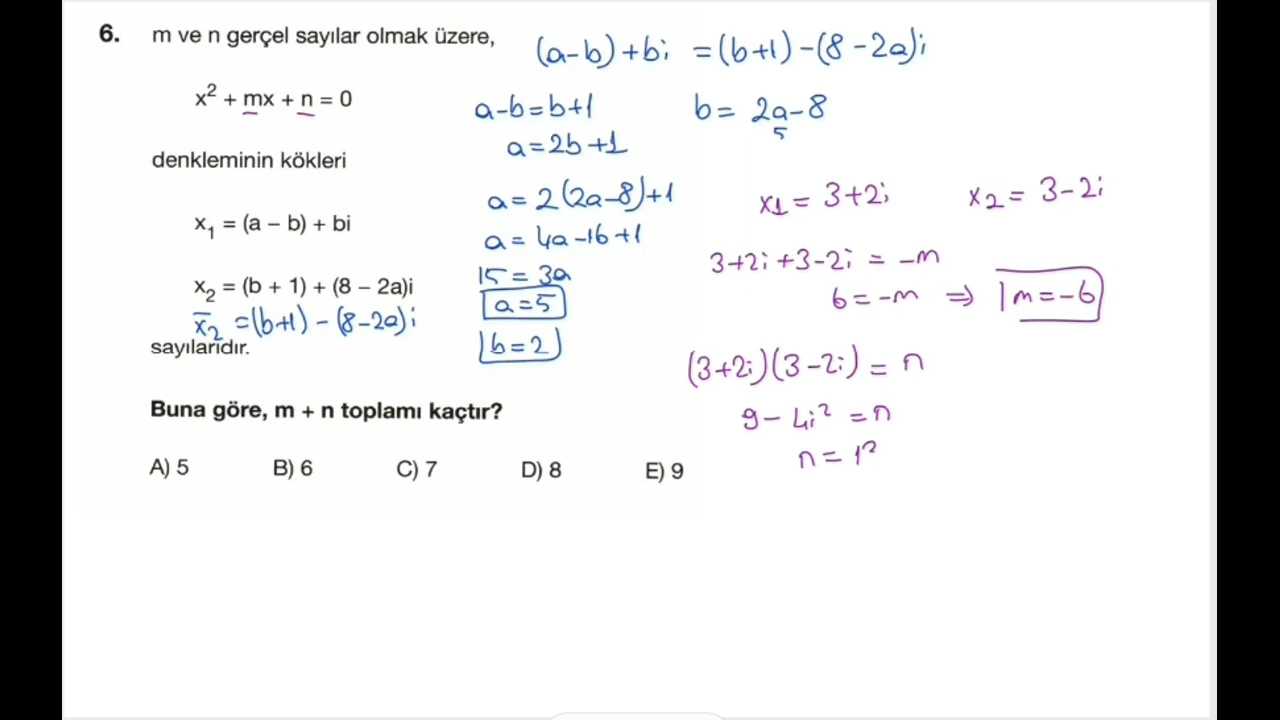 6. m ve n gerçel sayılar olmak üzere,
x² + mx + n = 0
denkleminin kökleri
x₁ = (a – b) + bi
x₂ = (b + 1) + (8 – 2a)i
x̄₂ = (b+1) - (8-2a)i
sayılarıdır.
Buna göre, m + n toplamı kaçtır?
A) 5 B) 6 C) 7 D) 8 E) 9
(a-b)+bi = (b+1)-(8-2a)i
a-b=b+1
a=2b+1
a=2(2a-8)+1
a=4a-16+1
15=3a
a=5
b=2
b= 2a-8
5
x1= 3+2i x2= 3-2i
3+2i+3-2i = -m
6=-m ⇒ m=-6
(3+2i)(3-2i) = n
9-4i² =n
n=